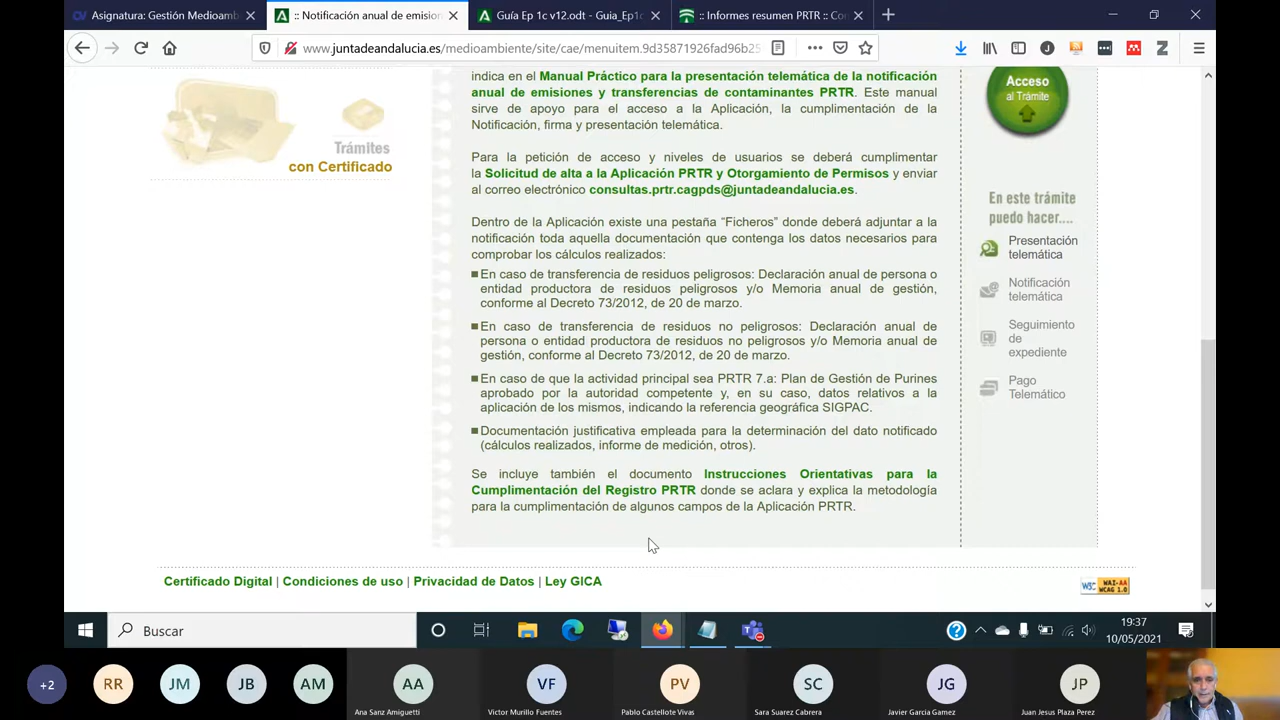 Asignatura: Gestión Medioamb
:: Notificación anual de emision
Guía Ep 1c v12.odt - Guia_Ep1c
:: Informes resumen PRTR :: Con
www.juntadeandalucia.es/medioambiente/site/cae/menuitem.9d35871926fad96b25
indica en el Manual Práctico para la presentación telemática de la notificación
anual de emisiones y transferencias de contaminantes PRTR. Este manual
sirve de apoyo para el acceso a la Aplicación, la cumplimentación de la
Notificación, firma y presentación telemática.
Para la petición de acceso y niveles de usuarios se deberá cumplimentar
la Solicitud de alta a la Aplicación PRTR y Otorgamiento de Permisos y enviar
al correo electrónico consultas.prtr.cagpds@juntadeandalucia.es.
Dentro de la Aplicación existe una pestaña “Ficheros” donde deberá adjuntar a la
notificación toda aquella documentación que contenga los datos necesarios para
comprobar los cálculos realizados:
En caso de transferencia de residuos peligrosos: Declaración anual de persona o
entidad productora de residuos peligrosos y/o Memoria anual de gestión,
conforme al Decreto 73/2012, de 20 de marzo.
En caso de transferencia de residuos no peligrosos: Declaración anual de
persona o entidad productora de residuos no peligrosos y/o Memoria anual de
gestión, conforme al Decreto 73/2012, de 20 de marzo.
En caso de que la actividad principal sea PRTR 7.a: Plan de Gestión de Purines
aprobado por la autoridad competente y, en su caso, datos relativos a la
aplicación de los mismos, indicando la referencia geográfica SIGPAC.
Documentación justificativa empleada para la determinación del dato notificado
(cálculos realizados, informe de medición, otros).
Se incluye también el documento Instrucciones Orientativas para la
Cumplimentación del Registro PRTR donde se aclara y explica la metodología
para la cumplimentación de algunos campos de la Aplicación PRTR.
Trámites
con Certificado
Acceso
al Trámite
En este trámite
puedo hacer....
Presentación
telemática
Notificación
telemática
Seguimiento
de
expediente
Pago
Telemático
Certificado Digital | Condiciones de uso | Privacidad de Datos | Ley GICA
W3C WAI-AA
WCAG 1.0
Buscar
19:37
10/05/2021
+2
RR
JM
JB
AM
AA
VF
PV
SC
JG
JP
Ana Sanz Amiguetti
Victor Murillo Fuentes
Pablo Castellote Vivas
Sara Suarez Cabrera
Javier Garcia Gamez
Juan Jesus Plaza Perez